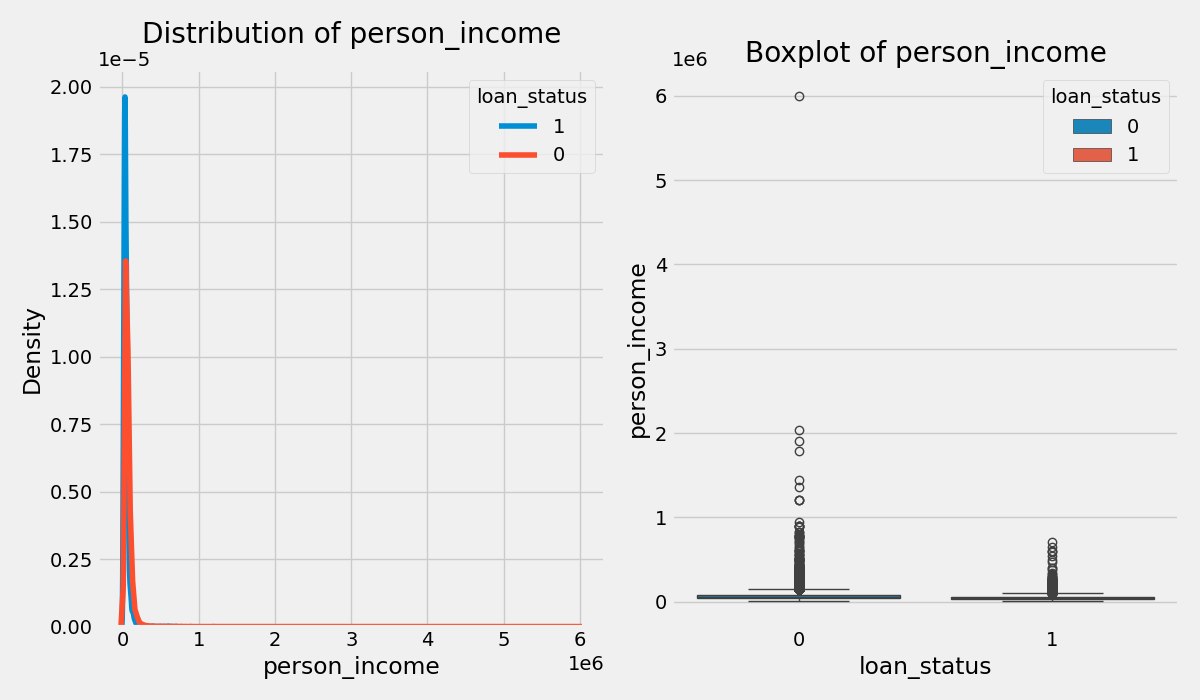 Distribution of person_income
1e−5
2.00
1.75
1.50
1.25
1.00
0.75
0.50
0.25
0.00
Density
0 1 2 3 4 5 6
1e6
person_income
loan_status
1
0
Boxplot of person_income
1e6
6
5
4
3
2
1
0
person_income
0 1
loan_status
loan_status
0
1